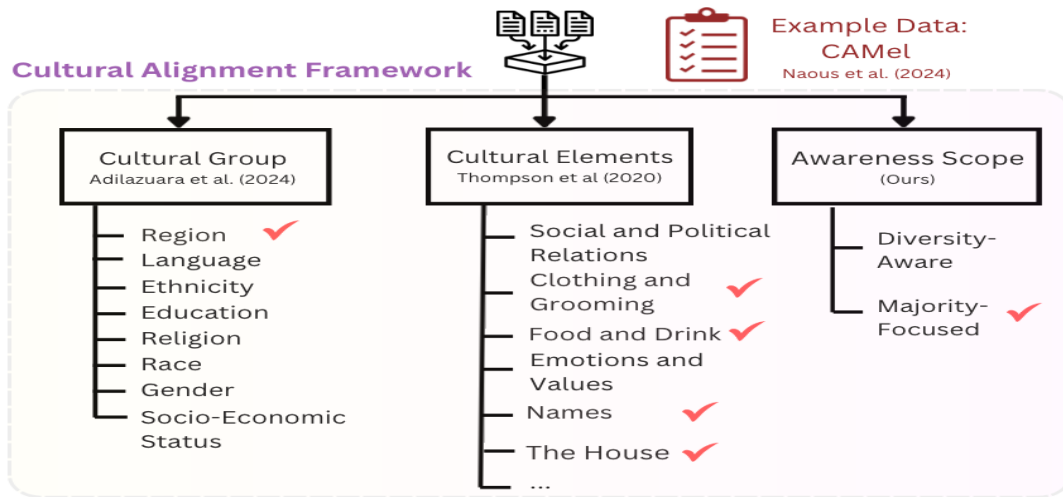 Example Data:
CAMel
Naous et al. (2024)
Cultural Alignment Framework
Cultural Group
Adilazuara et al. (2024)
Region
Language
Ethnicity
Education
Religion
Race
Gender
Socio-Economic
Status
Cultural Elements
Thompson et al (2020)
Social and Political
Relations
Clothing and
Grooming
Food and Drink
Emotions and
Values
Names
The House
...
Awareness Scope
(Ours)
Diversity-
Aware
Majority-
Focused